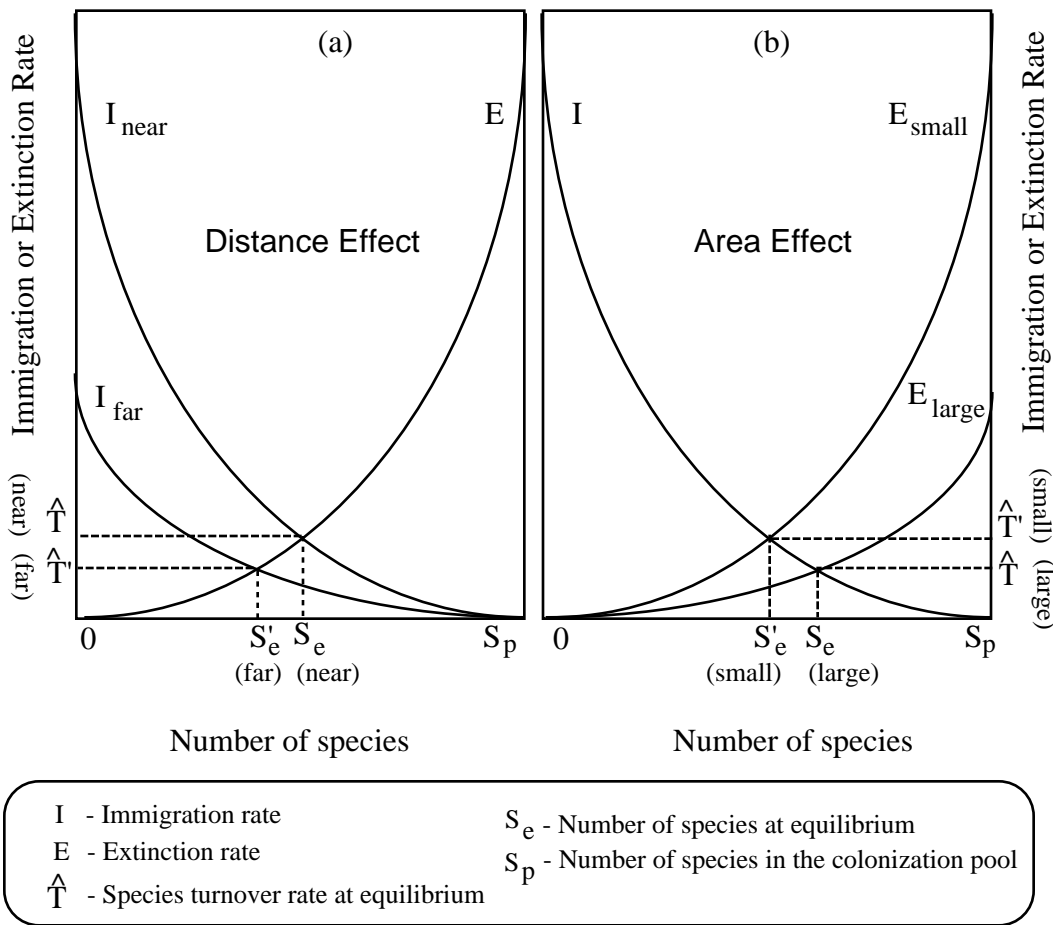 (a)
I near
E
Distance Effect
I far
Immigration or Extinction Rate
T̂ (near)
T̂' (far)
0
S'e
(far)
Se
(near)
Sp
Number of species
(b)
I
E small
Area Effect
E large
Immigration or Extinction Rate
T̂' (small)
T̂ (large)
0
S'e
(small)
Se
(large)
Sp
Number of species
I - Immigration rate
E - Extinction rate
T̂ - Species turnover rate at equilibrium
Se - Number of species at equilibrium
Sp - Number of species in the colonization pool